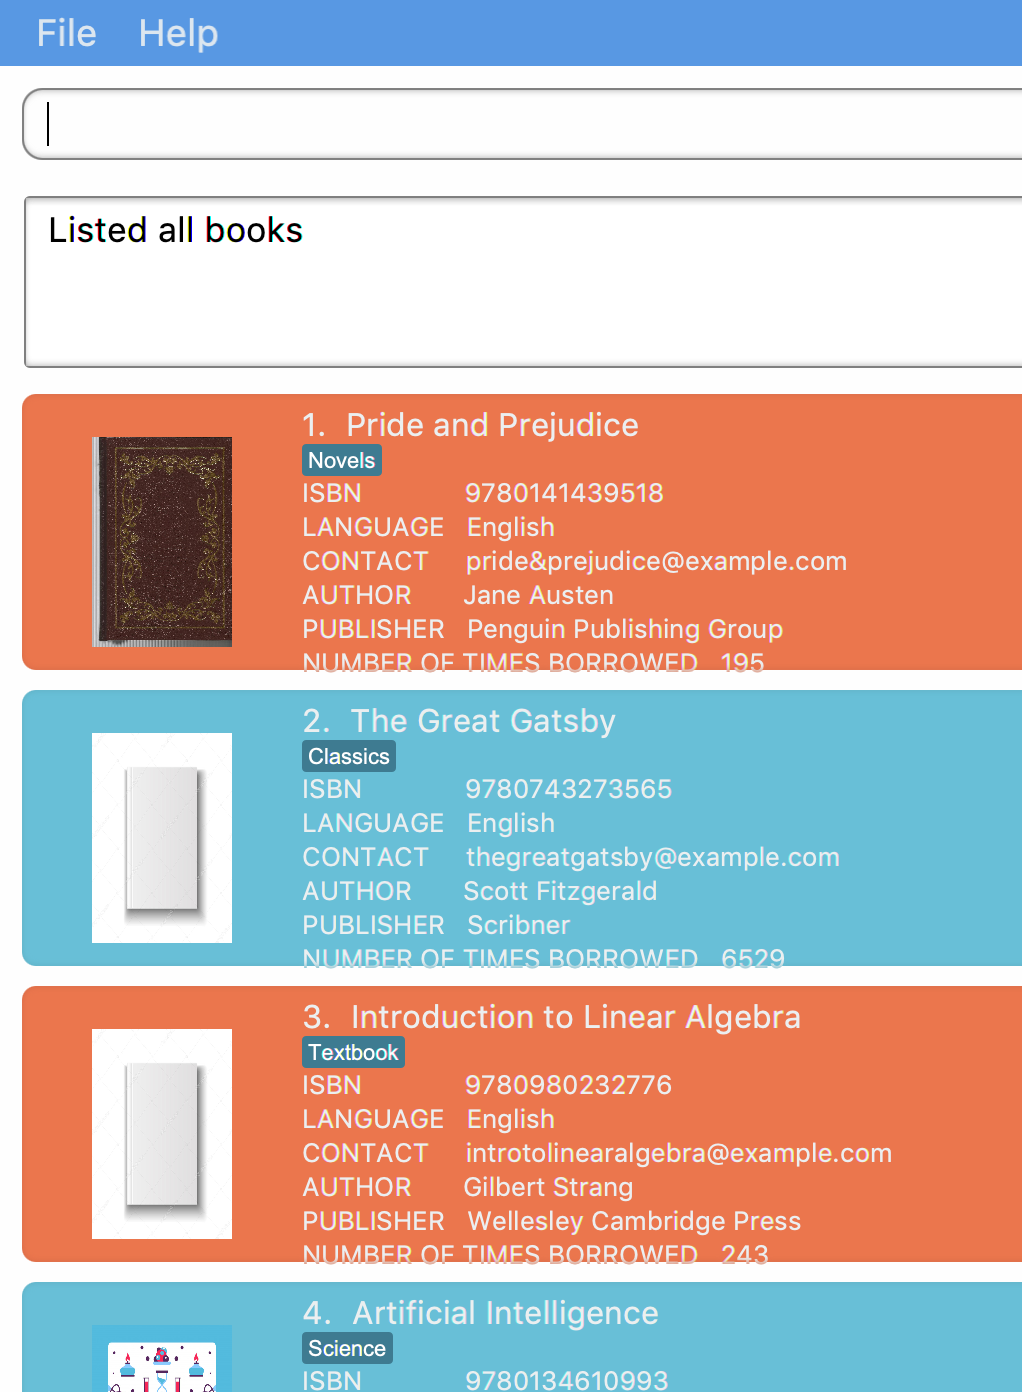 File Help
Listed all books
1. Pride and Prejudice
Novels
ISBN 9780141439518
LANGUAGE English
CONTACT pride&prejudice@example.com
AUTHOR Jane Austen
PUBLISHER Penguin Publishing Group
NUMBER OF TIMES BORROWED 195
2. The Great Gatsby
Classics
ISBN 9780743273565
LANGUAGE English
CONTACT thegreatgatsby@example.com
AUTHOR Scott Fitzgerald
PUBLISHER Scribner
NUMBER OF TIMES BORROWED 6529
3. Introduction to Linear Algebra
Textbook
ISBN 9780980232776
LANGUAGE English
CONTACT introtolinearalgebra@example.com
AUTHOR Gilbert Strang
PUBLISHER Wellesley Cambridge Press
NUMBER OF TIMES BORROWED 243
4. Artificial Intelligence
Science
ISBN 9780134610993